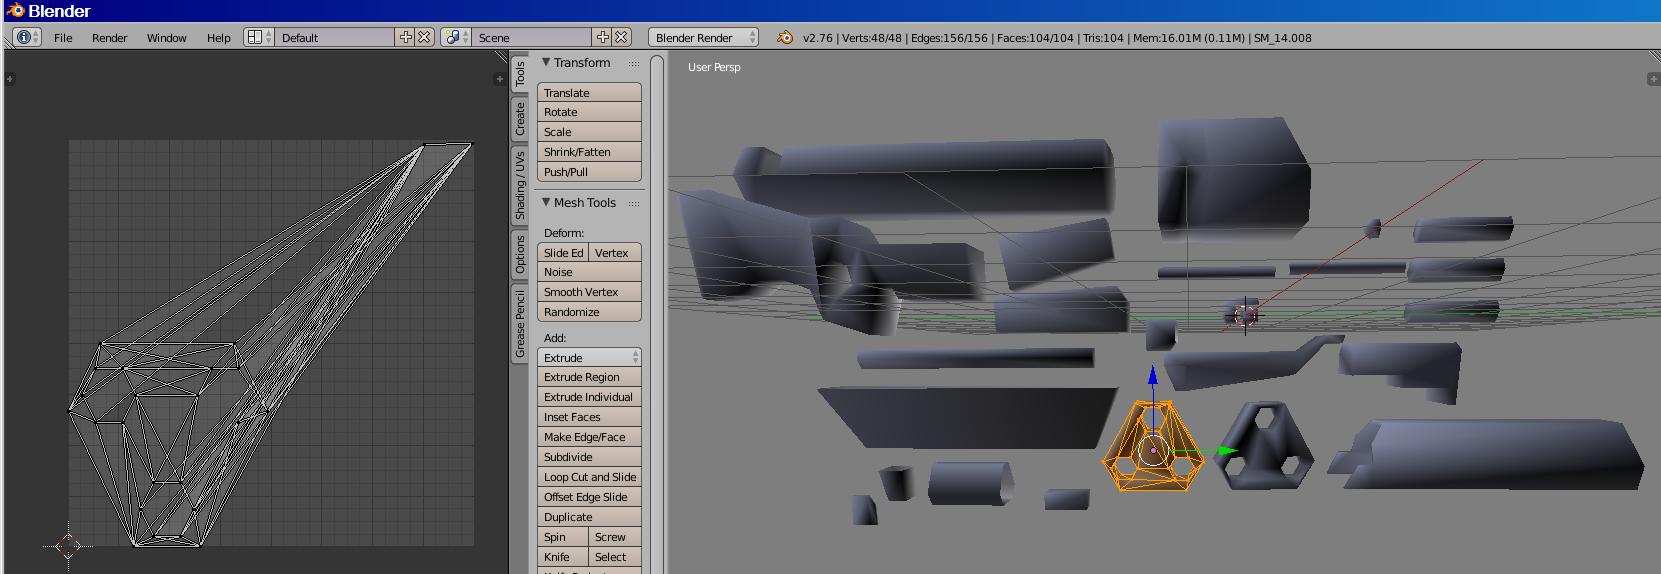 Blender
File Render Window Help Default Scene Blender Render v2.76 | Verts:48/48 | Edges:156/156 | Faces:104/104 | Tris:104 | Mem:16.01M (0.11M) | SM_14.008
Tools
Create
Shading / UVs
Options
Grease Pencil
Transform
Translate
Rotate
Scale
Shrink/Fatten
Push/Pull
Mesh Tools
Deform:
Slide Ed Vertex
Noise
Smooth Vertex
Randomize
Add:
Extrude
Extrude Region
Extrude Individual
Inset Faces
Make Edge/Face
Subdivide
Loop Cut and Slide
Offset Edge Slide
Duplicate
Spin Screw
Knife Select
User Persp